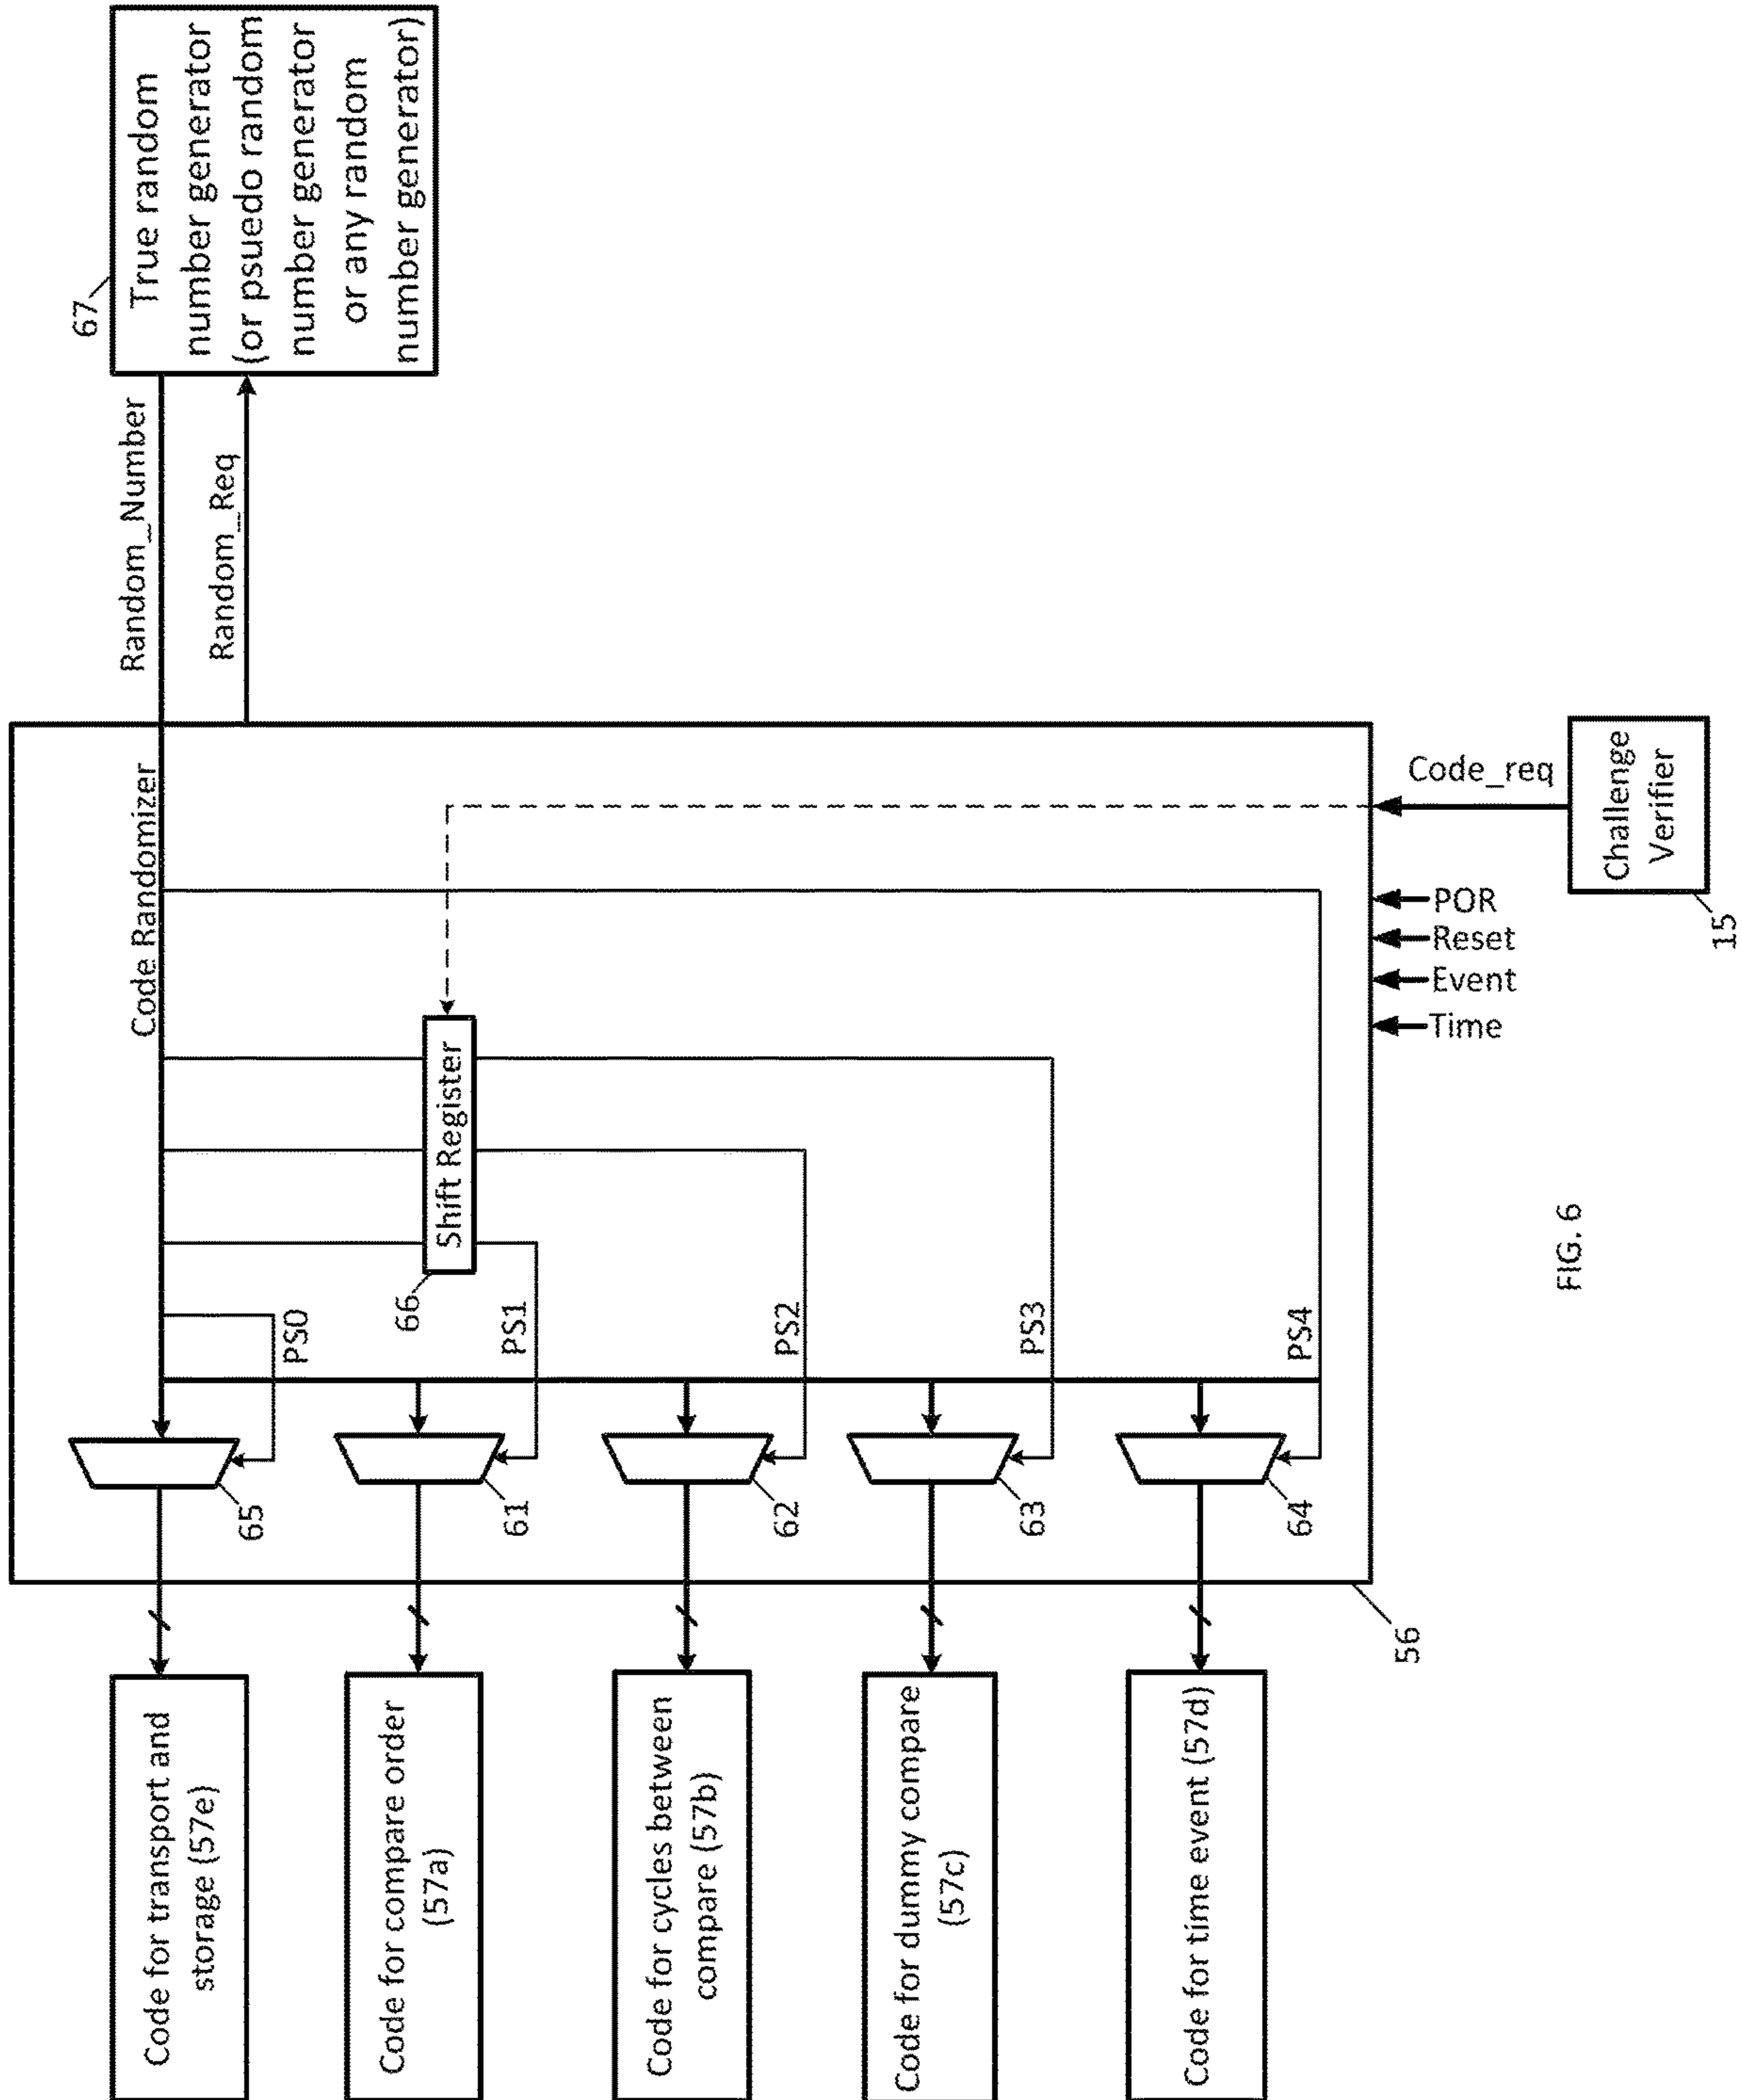 Code for transport and
storage (57e)
Code for compare order
(57a)
Code for cycles between
compare (57b)
Code for dummy compare
(57c)
Code for time event (57d)
65
61
62
63
64
56
PS0
PS1
PS2
PS3
PS4
66
Shift Register
Code Randomizer
Time
Event
Reset
POR
Code_req
Challenge
Verifier
15
Random_Number
Random_Req
67
True random
number generator
(or psuedo random
number generator
or any random
number generator)
FIG. 6